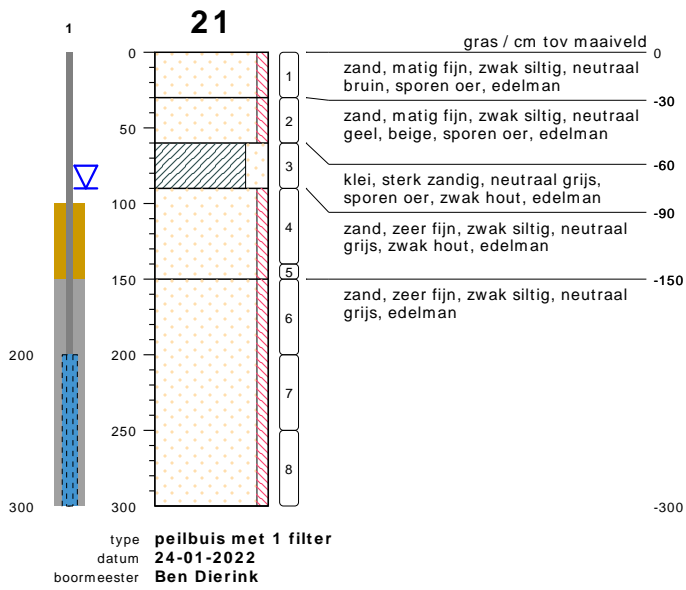 1
21
gras / cm tov maaiveld
0
0
50
100
150
200
250
300
200
300
1
2
3
4
5
6
7
8
zand, matig fijn, zwak siltig, neutraal
bruin, sporen oer, edelman
-30
zand, matig fijn, zwak siltig, neutraal
geel, beige, sporen oer, edelman
-60
klei, sterk zandig, neutraal grijs,
sporen oer, zwak hout, edelman
-90
zand, zeer fijn, zwak siltig, neutraal
grijs, zwak hout, edelman
-150
zand, zeer fijn, zwak siltig, neutraal
grijs, edelman
-300
type peilbuis met 1 filter
datum 24-01-2022
boormeester Ben Dierink